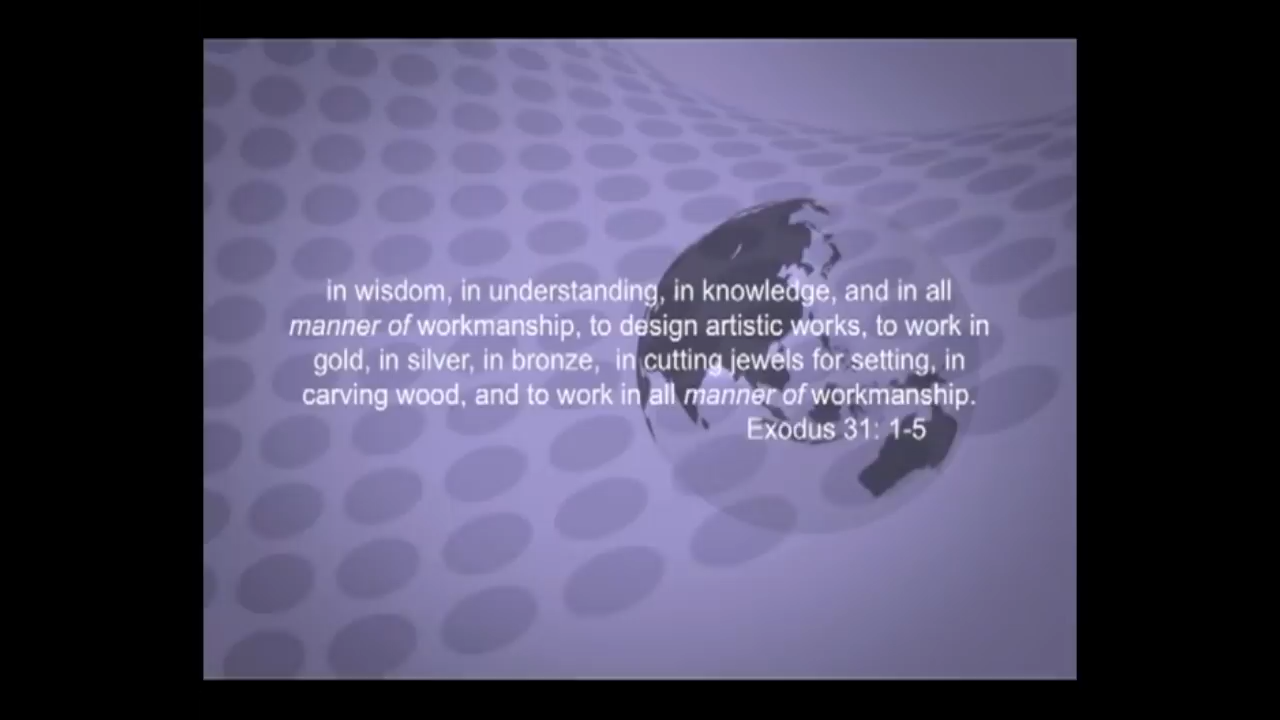 in wisdom, in understanding, in knowledge, and in all
manner of workmanship, to design artistic works, to work in
gold, in silver, in bronze,  in cutting jewels for setting, in
carving wood, and to work in all manner of workmanship.
Exodus 31: 1-5